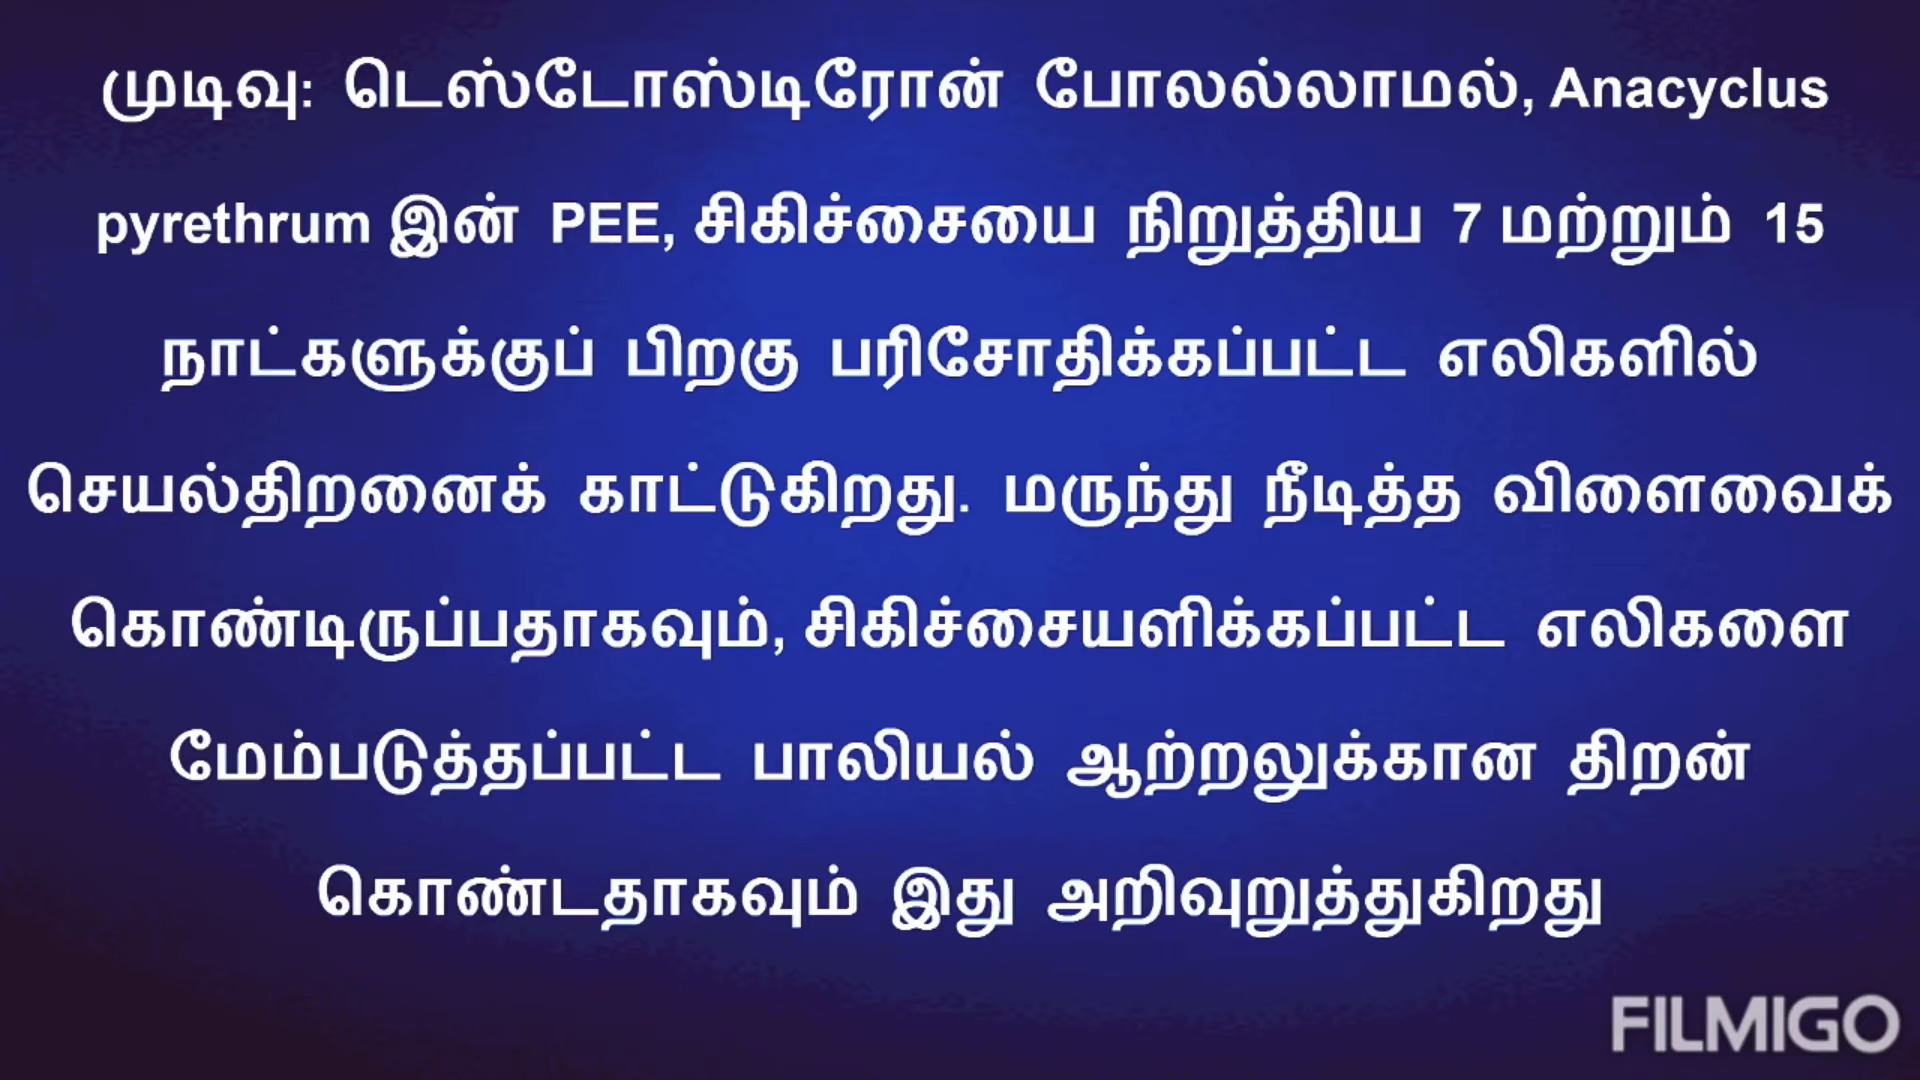 முடிவு: டெஸ்டோஸ்டிரோன் போலல்லாமல், Anacyclus
pyrethrum இன் PEE, சிகிச்சையை நிறுத்திய 7 மற்றும் 15
நாட்களுக்குப் பிறகு பரிசோதிக்கப்பட்ட எலிகளில்
செயல்திறனைக் காட்டுகிறது. மருந்து நீடித்த விளைவைக்
கொண்டிருப்பதாகவும், சிகிச்சையளிக்கப்பட்ட எலிகளை
மேம்படுத்தப்பட்ட பாலியல் ஆற்றலுக்கான திறன்
கொண்டதாகவும் இது அறிவுறுத்துகிறது
FILMIGO